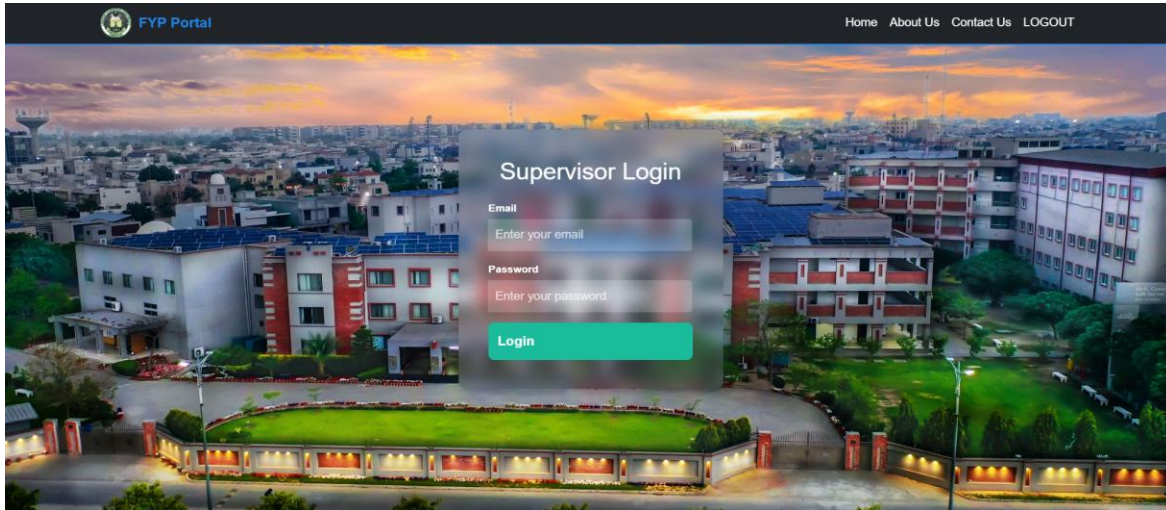 FYP Portal
Home About Us Contact Us LOGOUT
Supervisor Login
Email
Enter your email
Password
Enter your password
Login